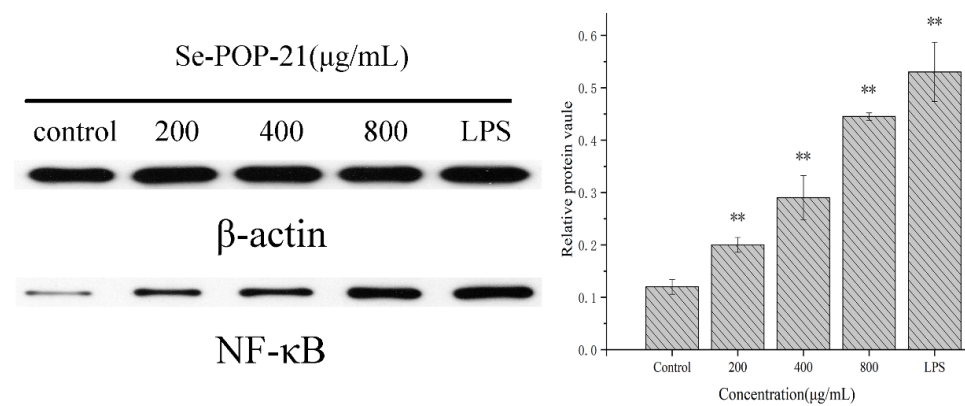 Se-POP-21(μg/mL)
control 200 400 800 LPS
β-actin
NF-κB
Relative protein vaule
0.6
0.5
0.4
0.3
0.2
0.1
0.0
**
**
**
**
Control 200 400 800 LPS
Concentration(μg/mL)